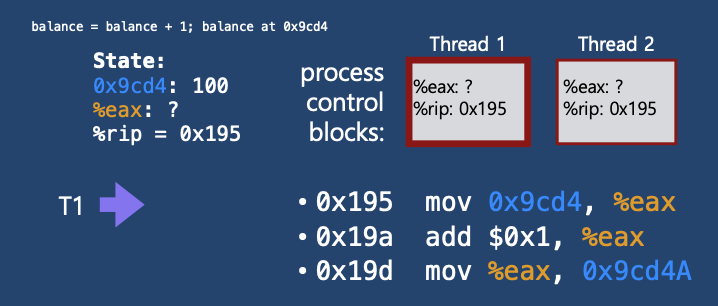 balance = balance + 1; balance at 0x9cd4
State:
0x9cd4: 100
%eax: ?
%rip = 0x195
process
control
blocks:
Thread 1
%eax: ?
%rip: 0x195
Thread 2
%eax: ?
%rip: 0x195
T1
• 0x195 mov 0x9cd4, %eax
• 0x19a add $0x1, %eax
• 0x19d mov %eax, 0x9cd4A